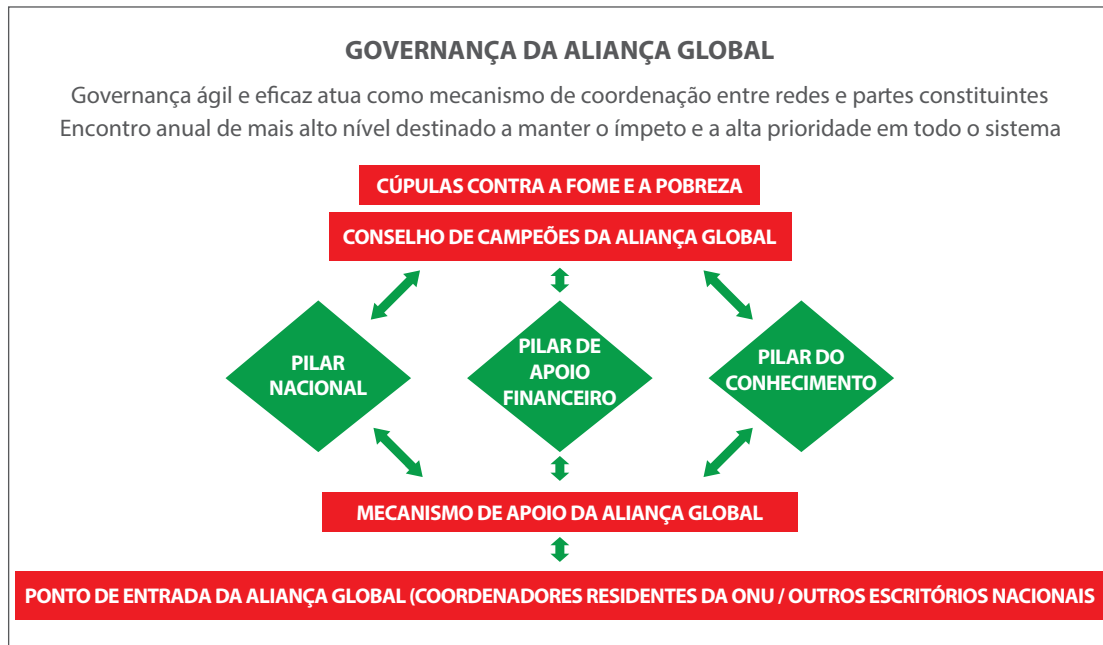 GOVERNANÇA DA ALIANÇA GLOBAL
Governança ágil e eficaz atua como mecanismo de coordenação entre redes e partes constituintes
Encontro anual de mais alto nível destinado a manter o ímpeto e a alta prioridade em todo o sistema
CÚPULAS CONTRA A FOME E A POBREZA
CONSELHO DE CAMPEÕES DA ALIANÇA GLOBAL
PILAR
NACIONAL
PILAR DE
APOIO
FINANCEIRO
PILAR DO
CONHECIMENTO
MECANISMO DE APOIO DA ALIANÇA GLOBAL
PONTO DE ENTRADA DA ALIANÇA GLOBAL (COORDENADORES RESIDENTES DA ONU / OUTROS ESCRITÓRIOS NACIONAIS